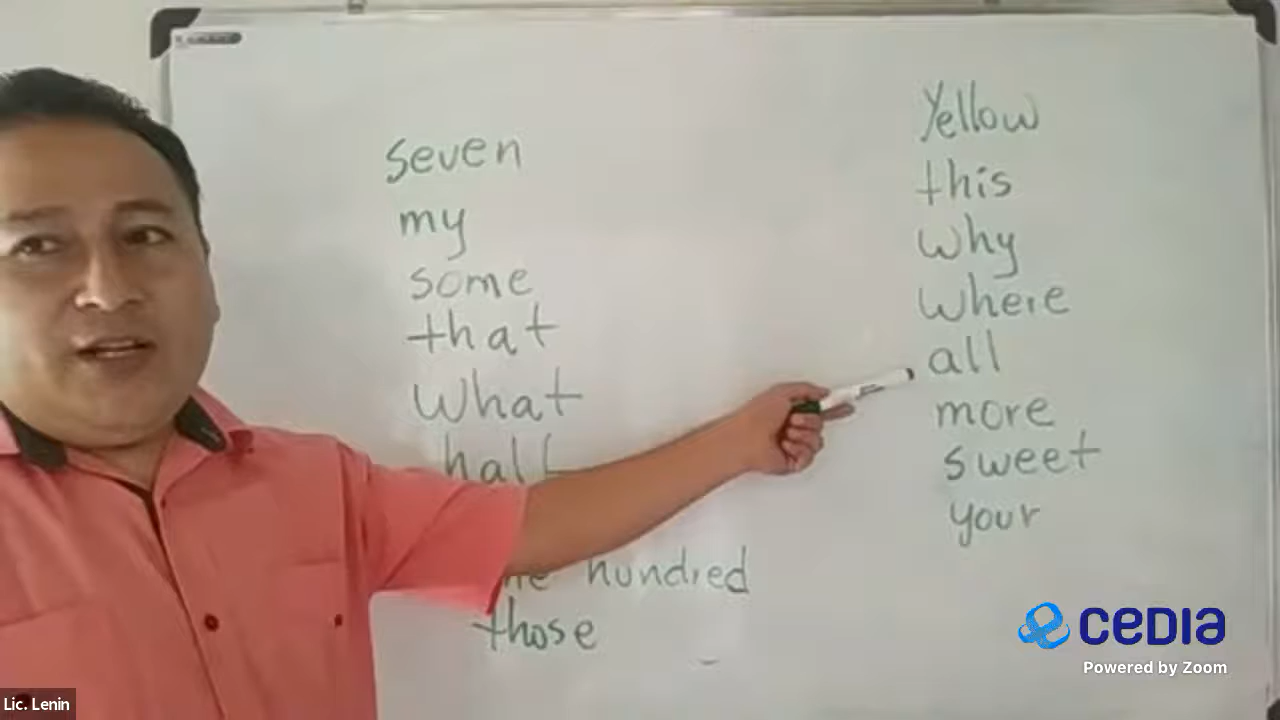 seven
my
some
that
what
half
hundred
those
Yellow
this
why
where
all
more
sweet
your
CEDIA
Powered by Zoom
Lic. Lenin